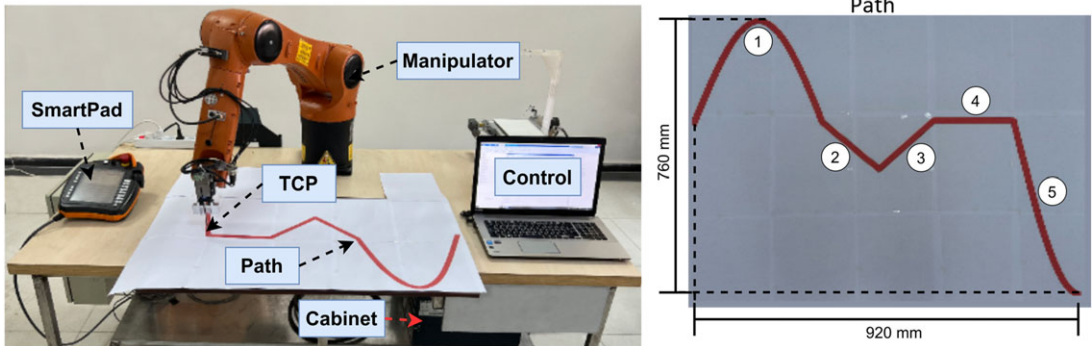 Manipulator
SmartPad
TCP
Control
Path
Cabinet
Path
1
2
3
4
5
760 mm
920 mm